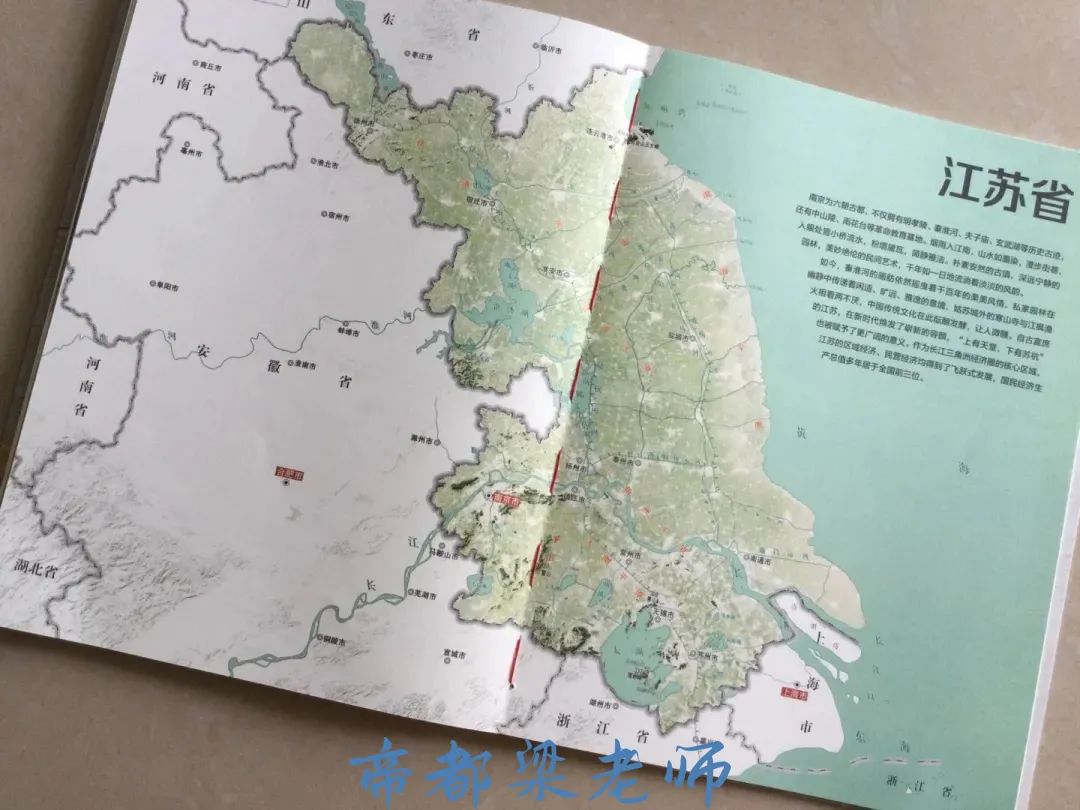 江苏省
南京为六朝古都,不仅拥有明孝陵、秦淮河、夫子庙、玄武湖等历史古迹,
还有中山陵、雨花台等革命教育基地。烟雨入江南,山水如墨染,漫步街巷,
人级处皆小桥流水,粉墙黛瓦,简静雅洁,朴素安然的古镇,深远宁静的
园林,美妙绝伦的民间艺术,千年如一日地流淌着淡淡的风韵。
如今,秦淮河的画舫依然摇曳着千百年的柔美风情,私家园林在
幽静中传递着闲适、旷远、雅逸的意境,姑苏城外的寒山寺与江枫渔
火相看两不厌,中国传统文化在此酝酿发酵,让人微醺。自古富庶
的江苏,在新时代焕发了崭新的容颜,“上有天堂,下有苏杭”
也被赋予了更广阔的意义。作为长江三角洲经济圈的核心区域,
江苏的区域经济、民营经济均得到了飞跃式发展,国民经济生
产总值多年居于全国前三位。
山东省
枣庄市
临沂市
商丘市
河南省
徐州市
连云港市
亳州市
淮北市
宿州市
宿迁市
淮安市
阜阳市
蚌埠市
淮河
盐城市
淮南市
安徽省
河南省
滁州市
合肥市
扬州市
泰州市
南京市
镇江市
马鞍山市
常州市
南通市
湖北省
长江
芜湖市
无锡市
苏州市
铜陵市
宣城市
湖州市
浙江省
上海市
上海市
黄海
长江口
东海
浙江省
帝都梁老师